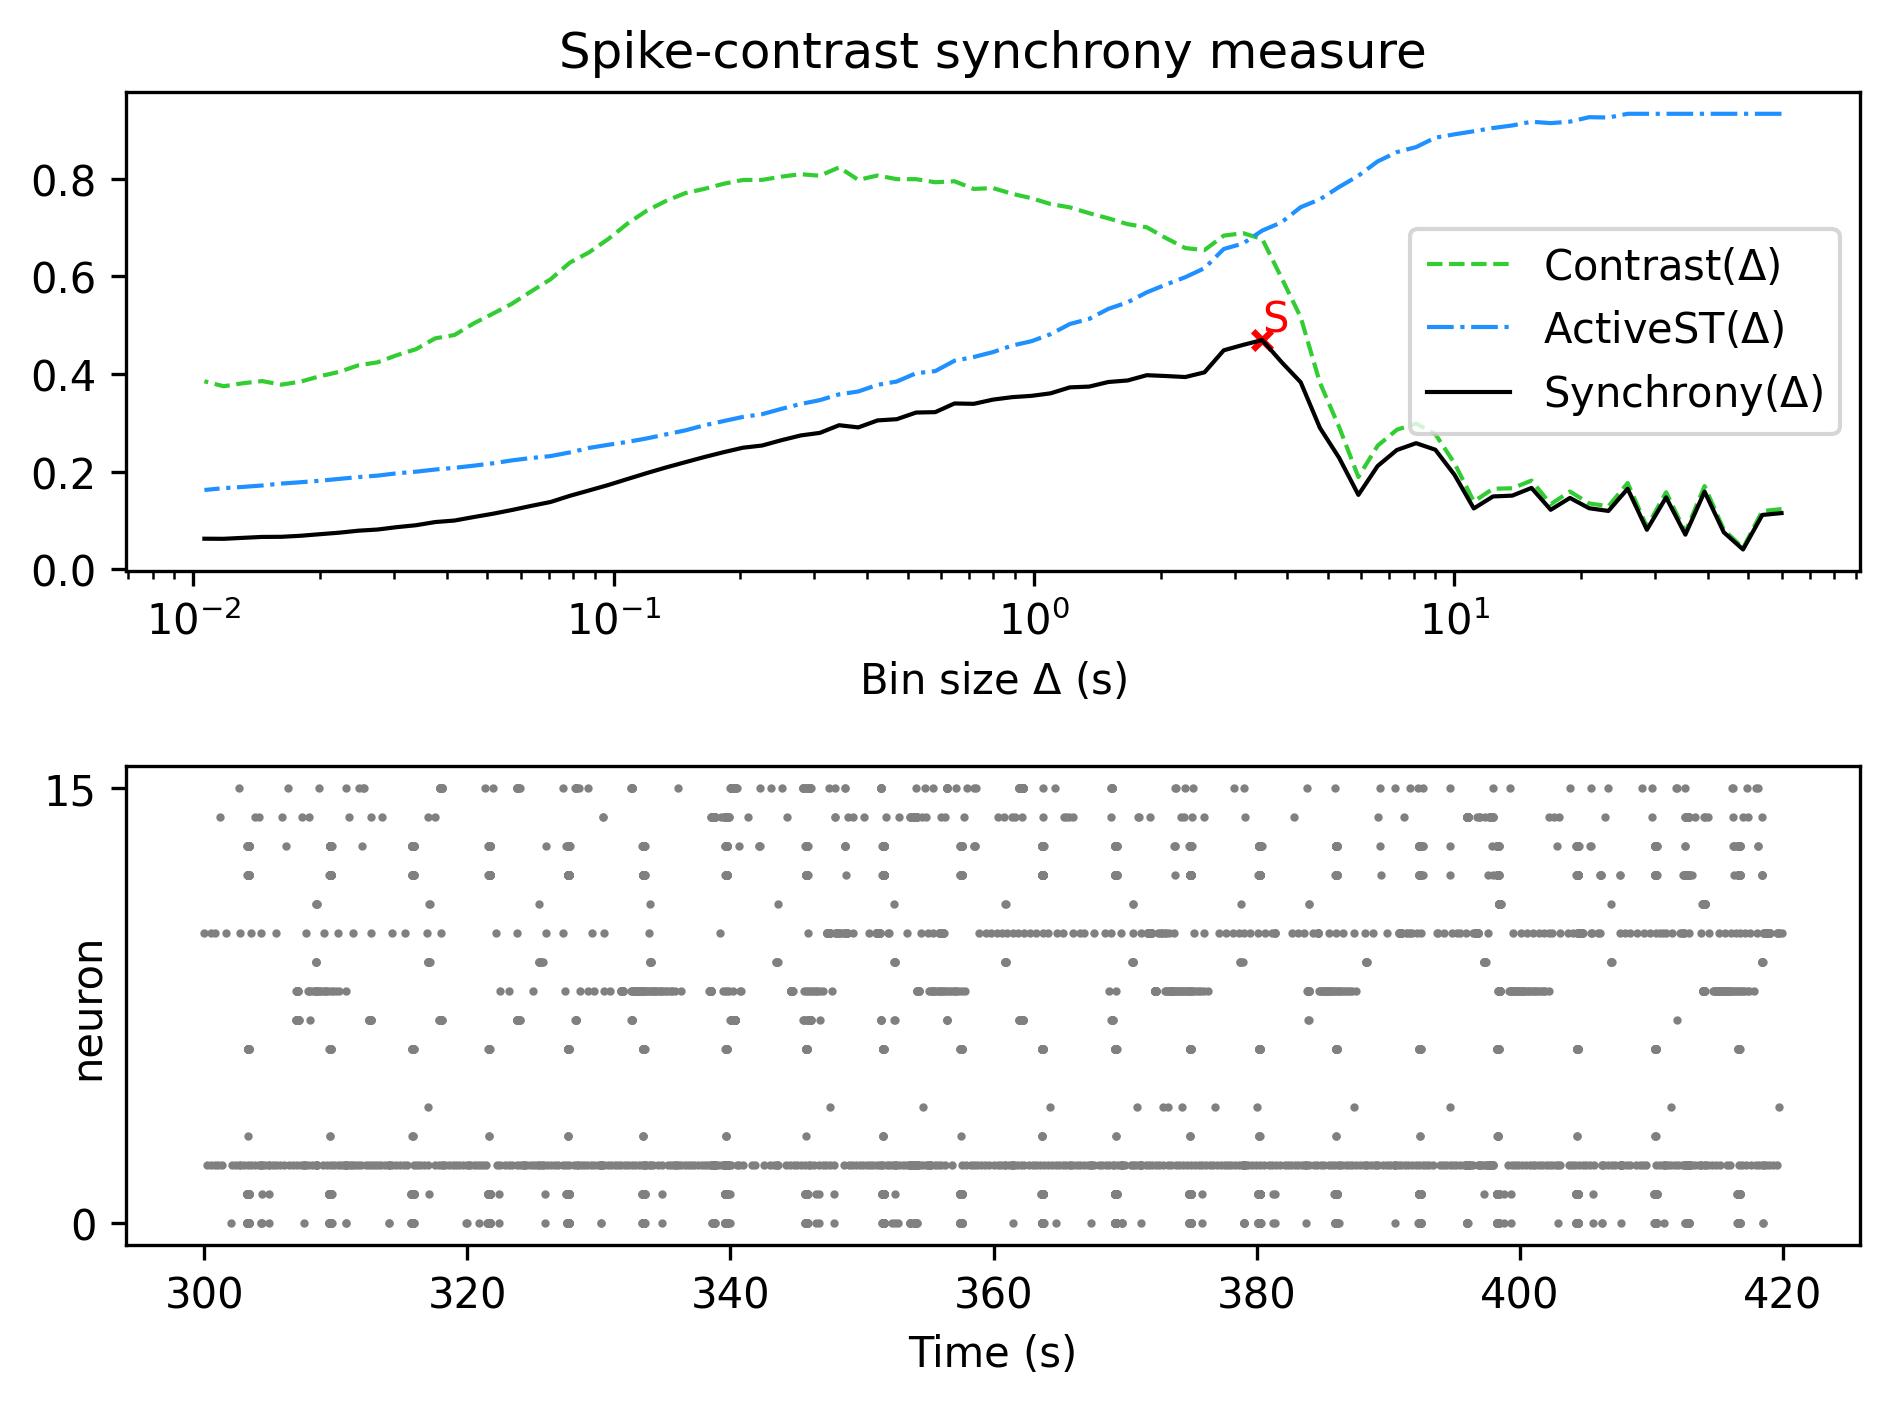 Spike-contrast synchrony measure
0.8
0.6
0.4
0.2
0.0
S
Contrast(Δ)
ActiveST(Δ)
Synchrony(Δ)
10⁻² 10⁻¹ 10⁰ 10¹
Bin size Δ (s)
15
0
neuron
300 320 340 360 380 400 420
Time (s)